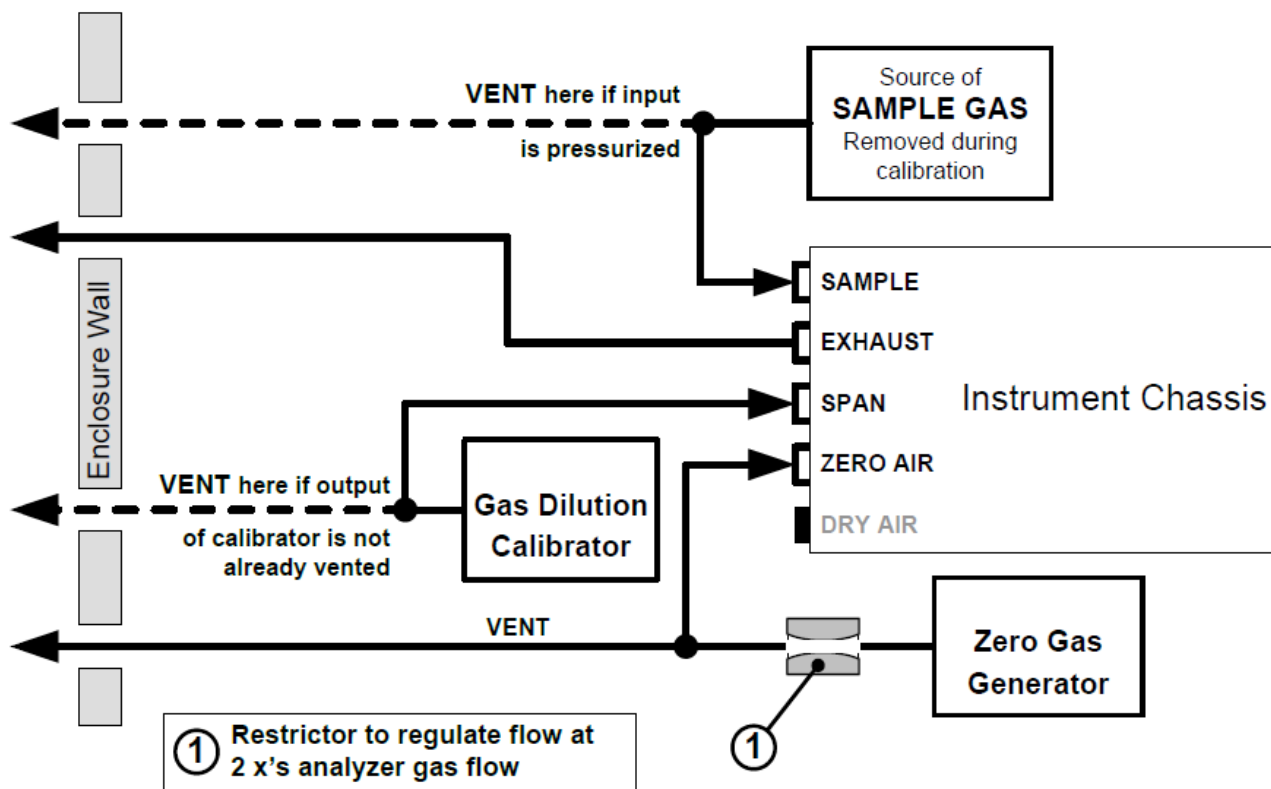 VENT here if input
is pressurized
Source of
SAMPLE GAS
Removed during
calibration
Enclosure Wall
SAMPLE
EXHAUST
SPAN
ZERO AIR
DRY AIR
Instrument Chassis
VENT here if output
of calibrator is not
already vented
Gas Dilution
Calibrator
VENT
Zero Gas
Generator
1
1 Restrictor to regulate flow at
2 x's analyzer gas flow